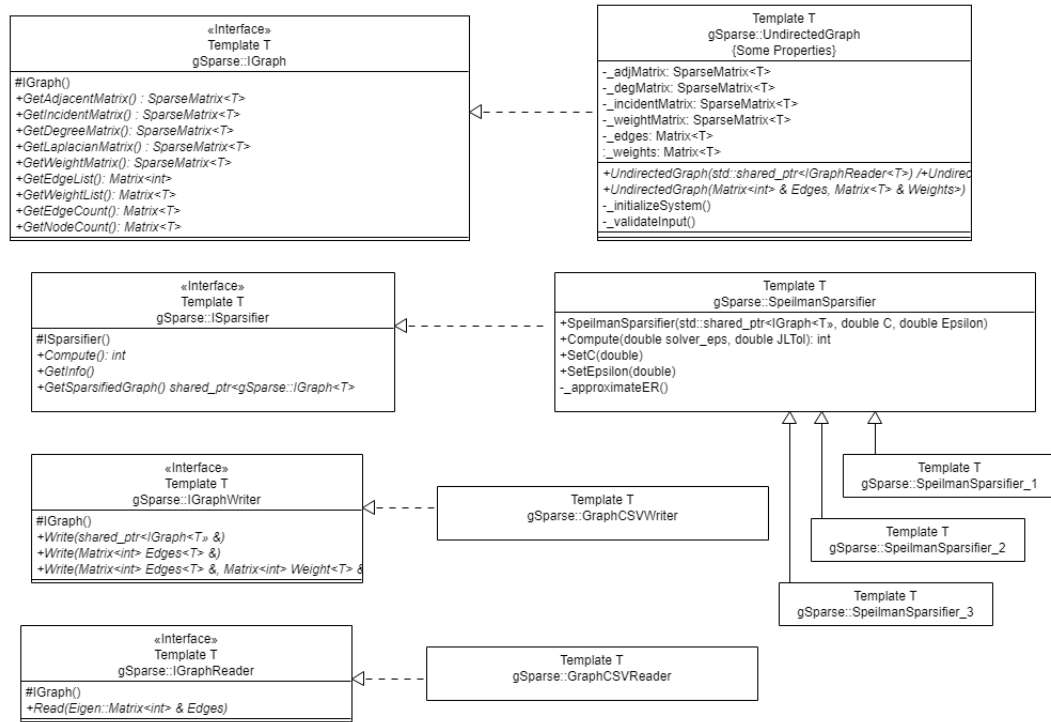 «Interface»
Template T
gSparse::IGraph
#IGraph()
+GetAdjacentMatrix() : SparseMatrix<T>
+GetIncidentMatrix() : SparseMatrix<T>
+GetDegreeMatrix(): SparseMatrix<T>
+GetLaplacianMatrix() : SparseMatrix<T>
+GetWeightMatrix(): SparseMatrix<T>
+GetEdgeList(): Matrix<int>
+GetWeightList(): Matrix<T>
+GetEdgeCount(): Matrix<T>
+GetNodeCount(): Matrix<T>
Template T
gSparse::UndirectedGraph
{Some Properties}
-_adjMatrix: SparseMatrix<T>
-_degMatrix: SparseMatrix<T>
-_incidentMatrix: SparseMatrix<T>
-_weightMatrix: SparseMatrix<T>
-_edges: Matrix<T>
:_weights: Matrix<T>
+UndirectedGraph(std::shared_ptr<IGraphReader<T>) /+Undirec
+UndirectedGraph(Matrix<int> & Edges, Matrix<T> & Weights>)
-_initializeSystem()
-_validateInput()
«Interface»
Template T
gSparse::ISparsifier
#ISparsifier()
+Compute(): int
+GetInfo()
+GetSparsifiedGraph() shared_ptr<gSparse::IGraph<T>
Template T
gSparse::SpeilmanSparsifier
+SpeilmanSparsifier(std::shared_ptr<IGraph<T», double C, double Epsilon)
+Compute(double solver_eps, double JLTol): int
+SetC(double)
+SetEpsilon(double)
-_approximateER()
Template T
gSparse::SpeilmanSparsifier_1
Template T
gSparse::SpeilmanSparsifier_2
Template T
gSparse::SpeilmanSparsifier_3
«Interface»
Template T
gSparse::IGraphWriter
#IGraph()
+Write(shared_ptr<IGraph<T» &)
+Write(Matrix<int> Edges<T> &)
+Write(Matrix<int> Edges<T> &, Matrix<int> Weight<T> &
Template T
gSparse::GraphCSVWriter
«Interface»
Template T
gSparse::IGraphReader
#IGraph()
+Read(Eigen::Matrix<int> & Edges)
Template T
gSparse::GraphCSVReader